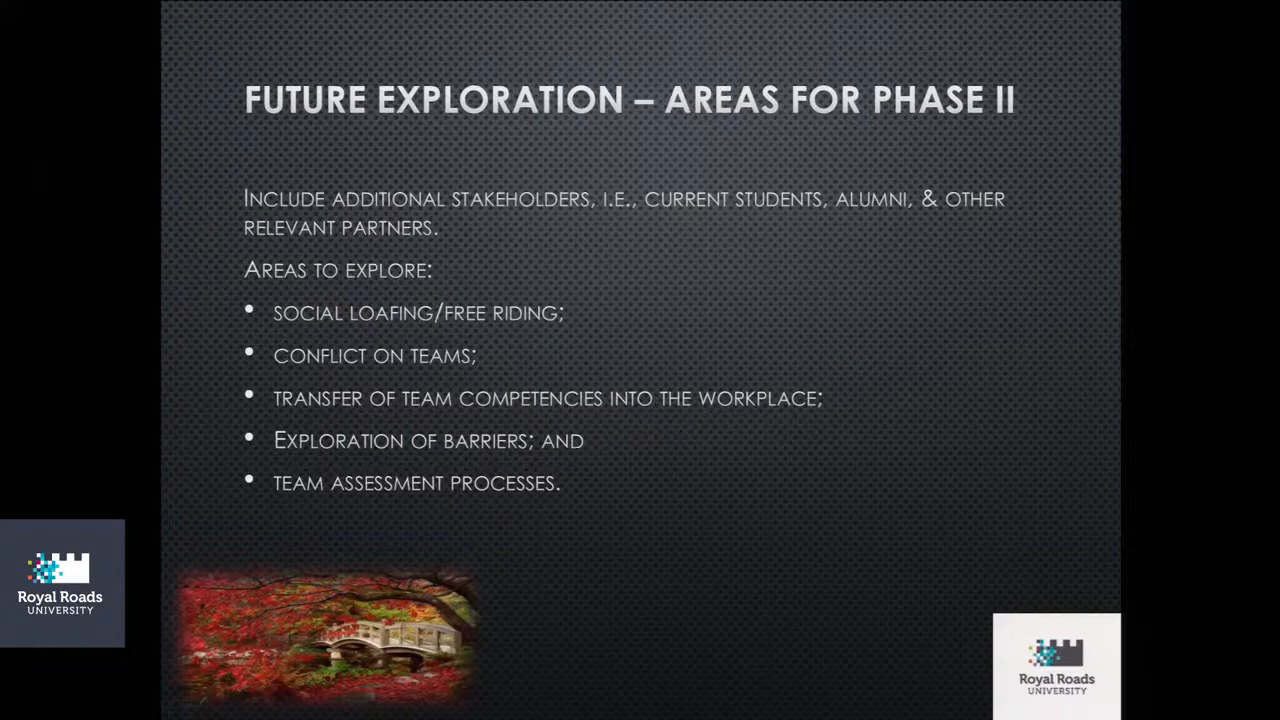 FUTURE EXPLORATION – AREAS FOR PHASE II
INCLUDE ADDITIONAL STAKEHOLDERS, I.E., CURRENT STUDENTS, ALUMNI, & OTHER
RELEVANT PARTNERS.
AREAS TO EXPLORE:
• SOCIAL LOAFING/FREE RIDING;
• CONFLICT ON TEAMS;
• TRANSFER OF TEAM COMPETENCIES INTO THE WORKPLACE;
• EXPLORATION OF BARRIERS; AND
• TEAM ASSESSMENT PROCESSES.
Royal Roads
UNIVERSITY
Royal Roads
UNIVERSITY